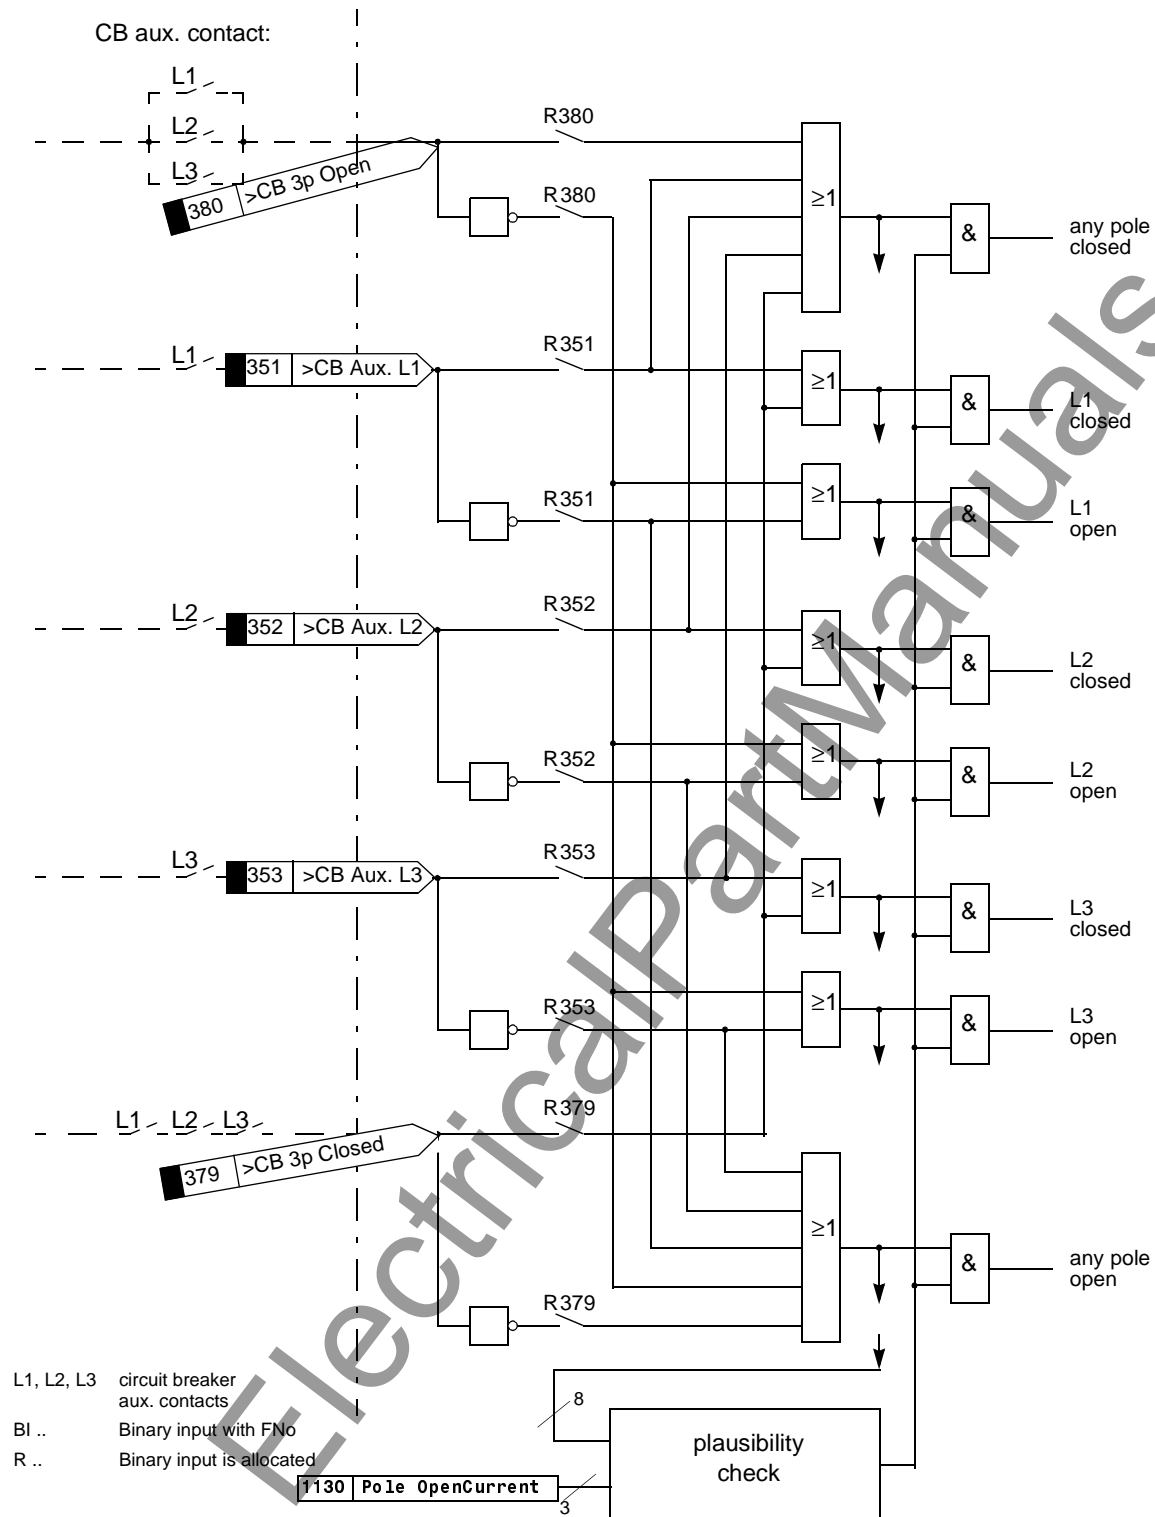 CB aux. contact:
L1
L2
L3
380 >CB 3p Open
R380
R380
≥1
&
any pole
closed
L1
351 >CB Aux. L1
R351
≥1
&
L1
closed
R351
≥1
&
L1
open
L2
352 >CB Aux. L2
R352
≥1
&
L2
closed
R352
≥1
&
L2
open
L3
353 >CB Aux. L3
R353
≥1
&
L3
closed
R353
≥1
&
L3
open
L1 L2 L3
379 >CB 3p Closed
R379
≥1
&
any pole
open
R379
L1, L2, L3 circuit breaker
aux. contacts
BI .. Binary input with FNo
R .. Binary input is allocated
8
plausibility
check
1130 Pole OpenCurrent
3
ElectricalPartManuals